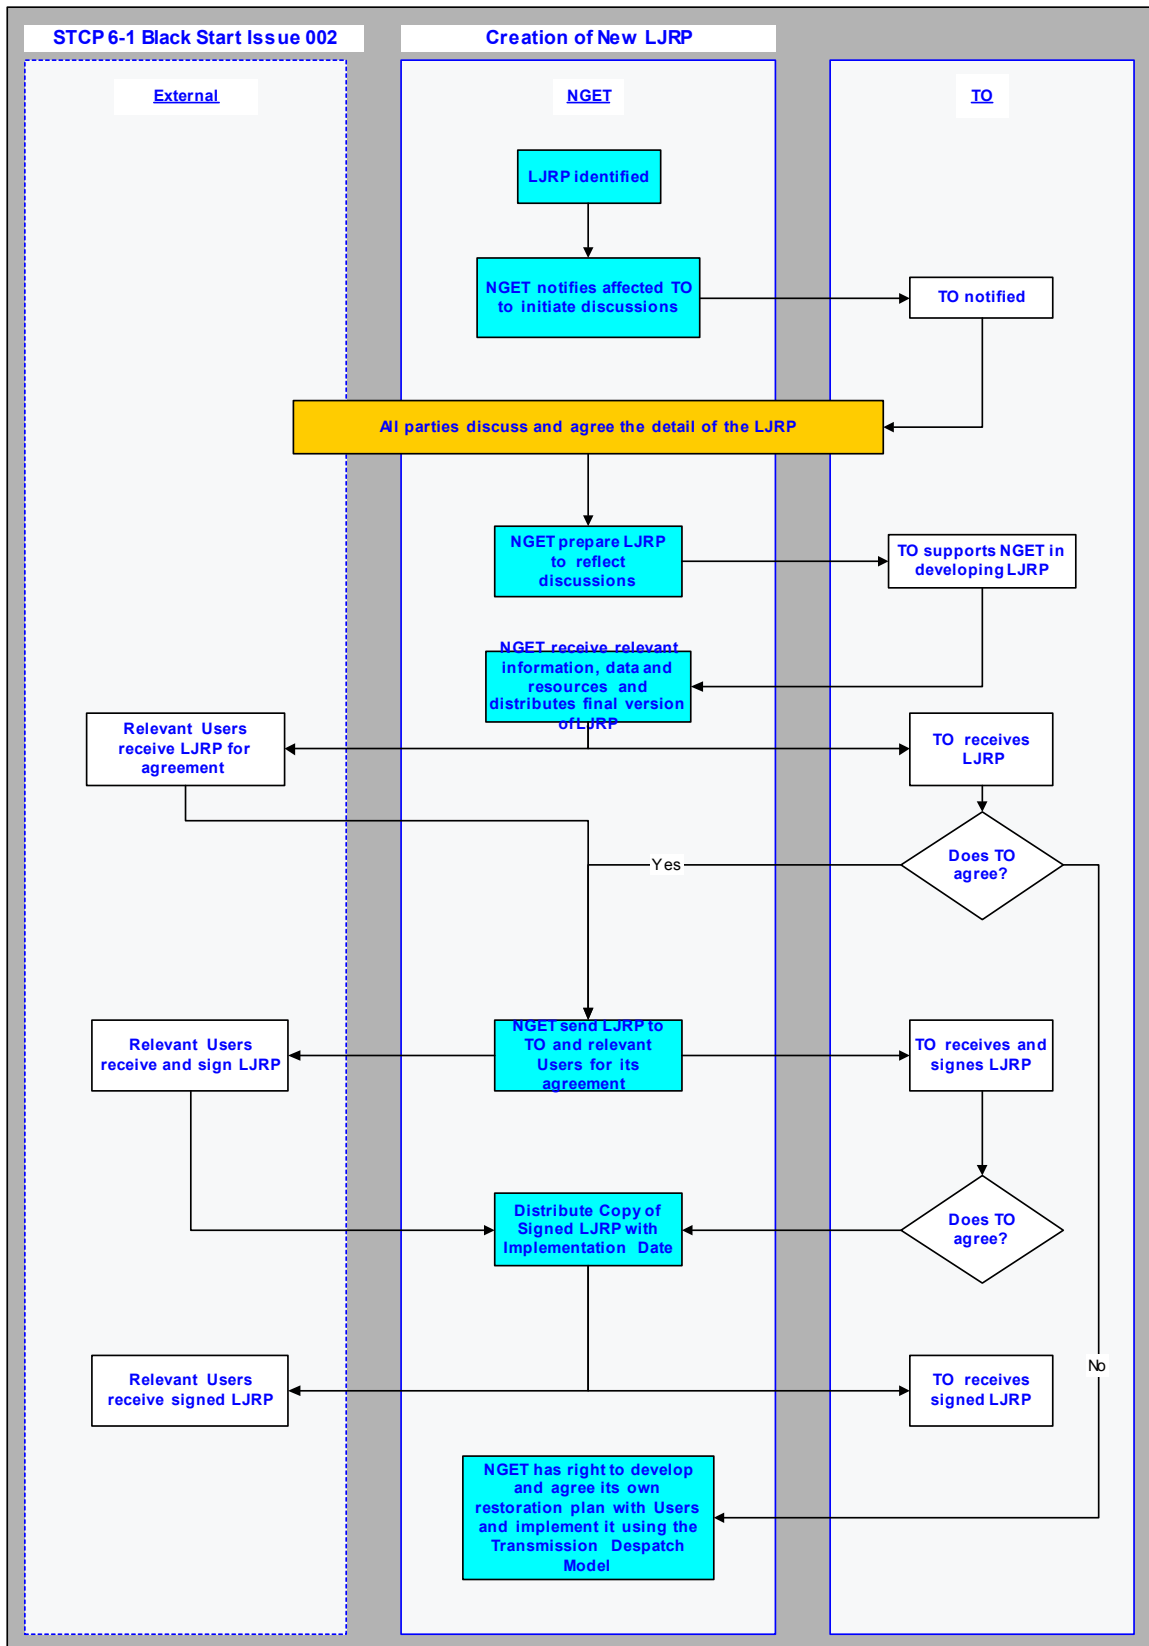 STCP 6-1 Black Start Issue 002
Creation of New LJRP
External
NGET
TO
LJRP identified
NGET notifies affected TO
to initiate discussions
TO notified
All parties discuss and agree the detail of the LJRP
NGET prepare LJRP
to reflect
discussions
TO supports NGET in
developing LJRP
NGET receive relevant
information, data and
resources and
distributes final version
of LJRP
Relevant Users
receive LJRP for
agreement
TO receives
LJRP
Does TO
agree?
Yes
NGET send LJRP to
TO and relevant
Users for its
agreement
Relevant Users
receive and sign LJRP
TO receives and
signes LJRP
Distribute Copy of
Signed LJRP with
Implementation Date
Does TO
agree?
No
Relevant Users
receive signed LJRP
TO receives
signed LJRP
NGET has right to develop
and agree its own
restoration plan with Users
and implement it using the
Transmission Despatch
Model